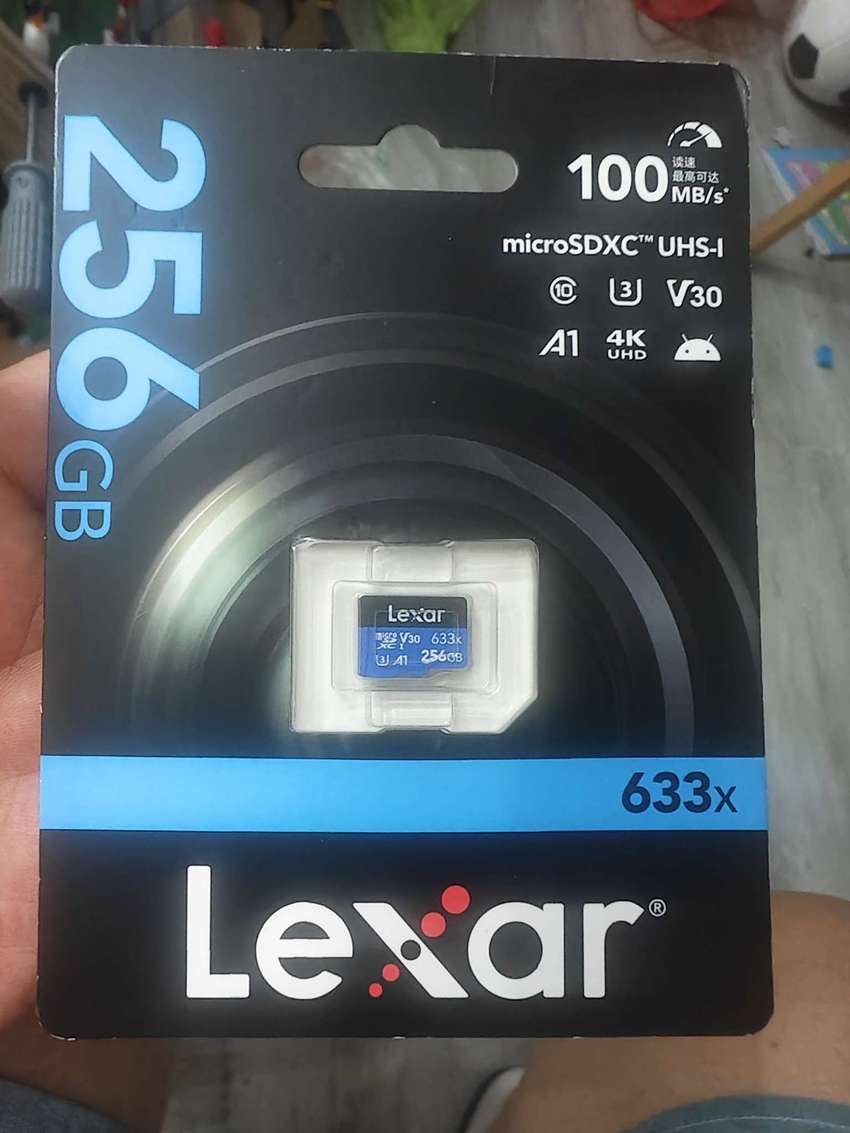 256GB
100 读速
最高可达
MB/s*
microSDXC™ UHS-I
10 3 V30
A1 4K
UHD
Lexar
micro SD XC I V30 633x
3 A1 256GB
633x
Lexar®